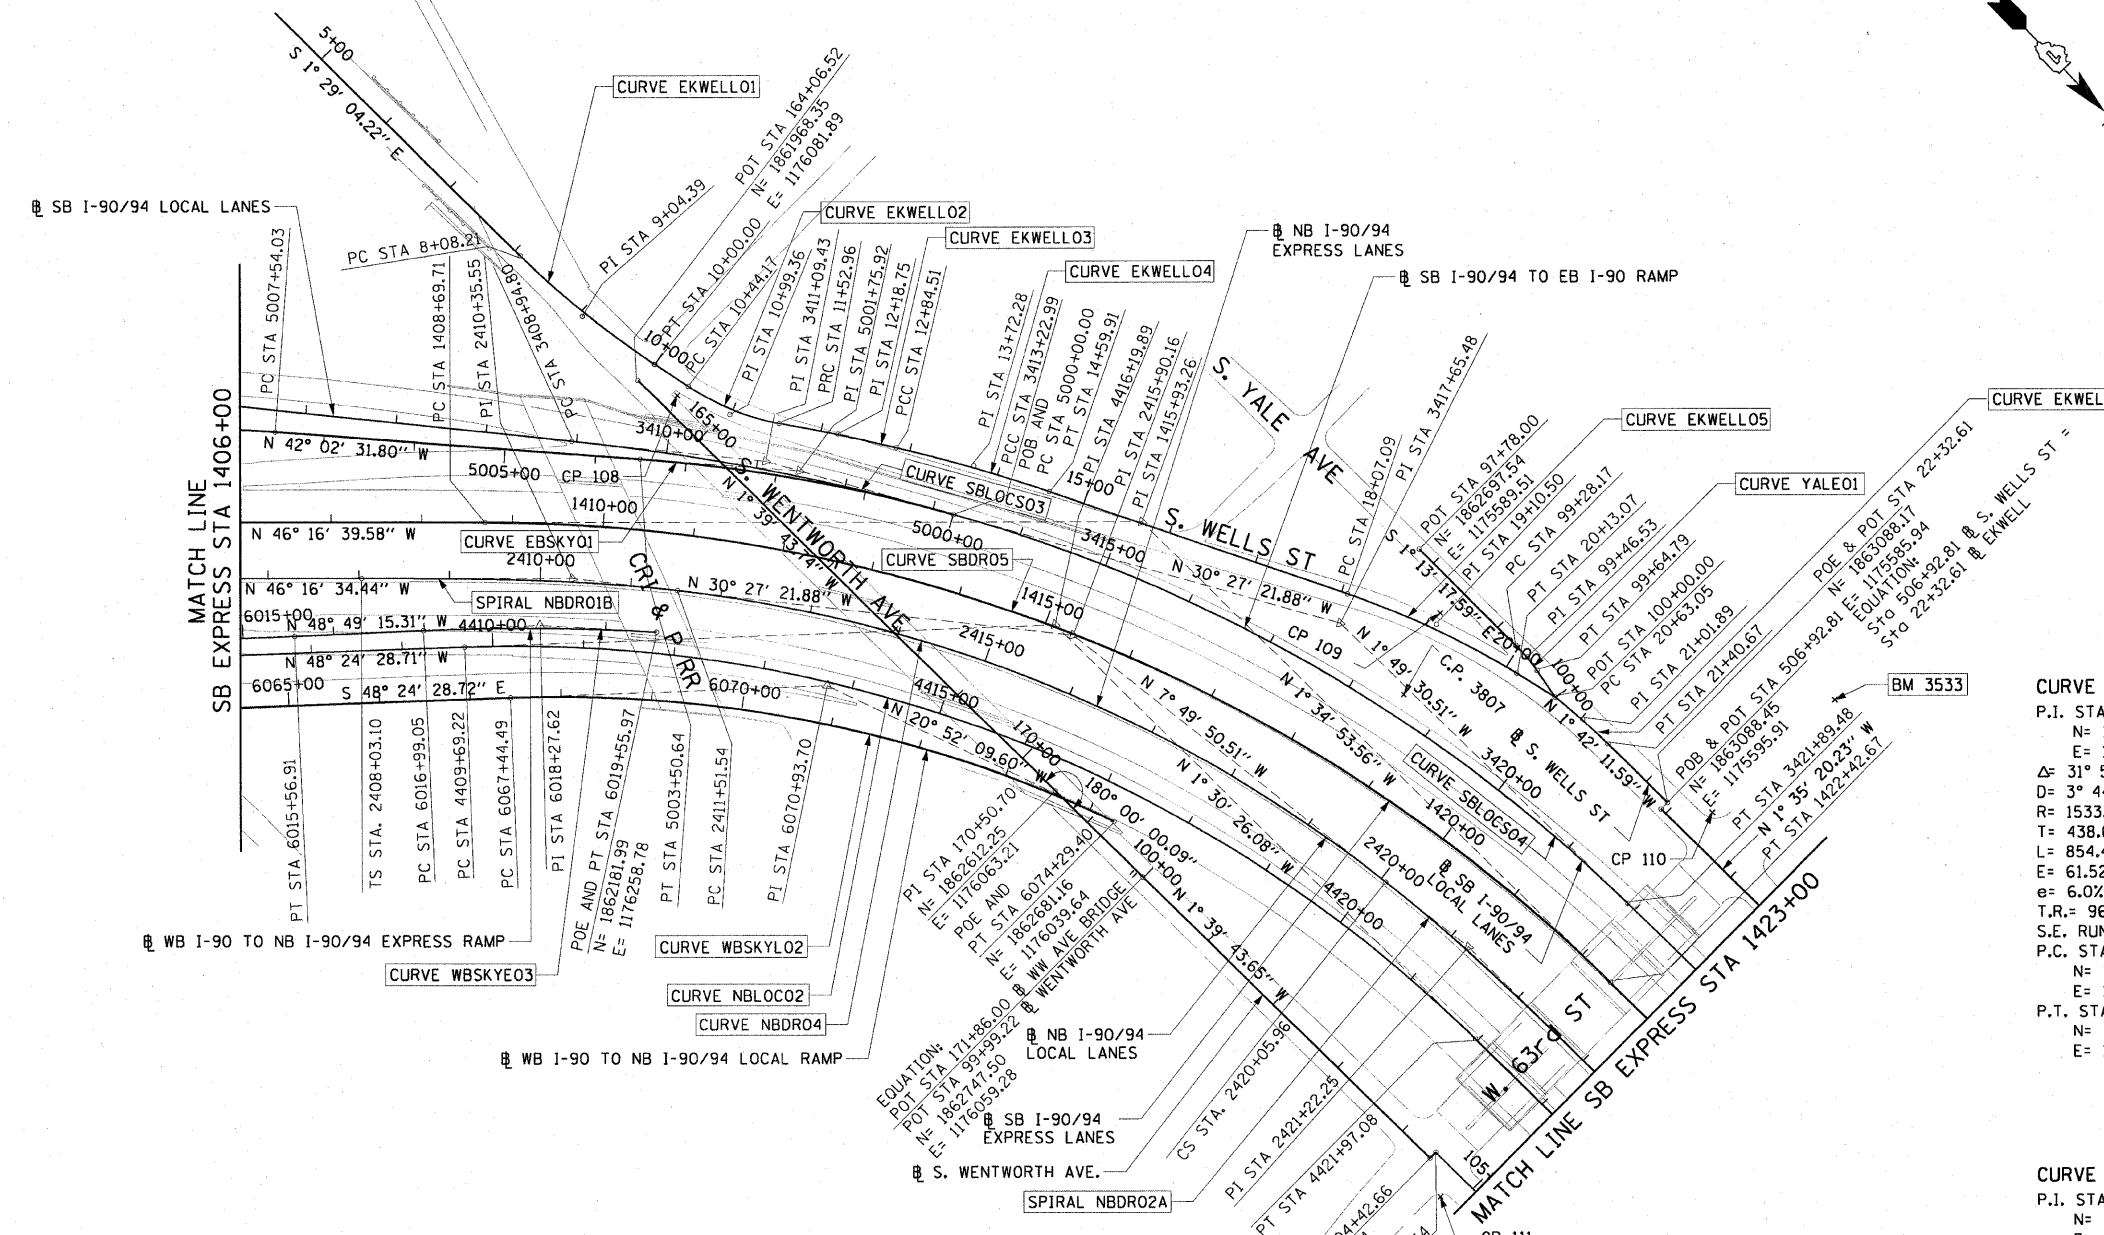 5+00
S 1° 29' 04.22" E
CURVE EKWELL01
POT STA 164+06.52
N= 1861968.35
E= 1176081.89
PI STA 9+04.39
℄ SB I-90/94 LOCAL LANES
PC STA 8+08.21
PT STA 10+00.00
10+00
PC STA 10+44.17
CURVE EKWELL02
CURVE EKWELL03
CURVE EKWELL04
℄ NB I-90/94
EXPRESS LANES
℄ SB I-90/94 TO EB I-90 RAMP
PC STA 5007+54.03
PC STA 1408+69.71
PI STA 2410+35.55
PC STA 3408+94.80
PI STA 10+99.36
PI STA 3411+09.43
PRC STA 11+52.96
PI STA 5001+75.92
PI STA 12+18.75
PCC STA 12+84.51
PI STA 13+72.28
PCC STA 3413+22.99
POB AND
PC STA 5000+00.00
PT STA 14+59.91
PI STA 4416+19.89
PI STA 2415+90.16
PI STA 1415+93.26
S. YALE AVE
PC STA 18+07.09
PI STA 3417+65.48
POT STA 97+78.00
N= 1862697.54
E= 1175589.51
PI STA 19+10.50
PC STA 99+28.17
PT STA 20+13.07
PI STA 99+46.53
PT STA 99+64.79
POT STA 100+00.00
PC STA 20+63.05
PI STA 21+01.89
PT STA 21+40.67
CURVE EKWELL05
CURVE YALE01
CURVE EKWEL
POE & POT STA 22+32.61
N= 1863088.17
E= 1175585.94
EQUATION:
Sta 506+92.81 ℄ S. WELLS ST =
Sta 22+32.61 ℄ EKWELL
POB & POT STA 506+92.81
N= 1863088.45
E= 1175595.91
BM 3533
PT STA 3421+89.48
N 1° 35' 20.23" W
PT STA 1422+42.67
MATCH LINE
SB EXPRESS STA 1406+00
N 42° 02' 31.80" W
5005+00
CP 108
3410+00
165+00
1410+00
N 46° 16' 39.58" W
CURVE EBSKY01
2410+00
CRI & P RR
S. WENTWORTH AVE
N 1° 39' 43.74" W
CURVE SBLOCS03
5000+00
15+00
3415+00
S. WELLS ST
N 30° 27' 21.88" W
CURVE SBDR05
1415+00
S 1° 13' 17.59" E
20+00
100+00
N 46° 16' 34.44" W
SPIRAL NBDR01B
N 30° 27' 21.88" W
6015+00
N 48° 49' 15.31" W
4410+00
N 48° 24' 28.71" W
6065+00
S 48° 24' 28.72" E
6070+00
2415+00
4415+00
N 20° 52' 09.60" W
170+00
CP 109
N 1° 49' 30.51" W
C.P. 3807
℄ S. WELLS ST
N 1° 42' 11.59" W
N 1° 34' 53.56" W
N 7° 49' 50.51" W
N 1° 30' 26.08" W
3420+00
CURVE SBLOCS04
1420+00
2420+00
℄ SB I-90/94
LOCAL LANES
4420+00
CP 110
180° 00' 00.09"
100+00
N 1° 39' 43.65" W
PT STA 6015+56.91
TS STA. 2408+03.10
PC STA 6016+99.05
PC STA 4409+69.22
PC STA 6067+44.49
PI STA 6018+27.62
POE AND PT STA 6019+55.97
N= 1862181.99
E= 1176258.78
PT STA 5003+50.64
PC STA 2411+51.54
PI STA 6070+93.70
℄ WB I-90 TO NB I-90/94 EXPRESS RAMP
CURVE WBSKYE03
CURVE WBSKYL02
CURVE NBLOC02
CURVE NBDR04
℄ WB I-90 TO NB I-90/94 LOCAL RAMP
PI STA 170+50.70
N= 1862612.25
E= 1176063.21
POE AND
PT STA 6074+29.40
N= 1862681.16
E= 1176039.64
EQUATION:
POT STA 171+86.00 ℄ WW AVE BRIDGE
POT STA 99+99.22 ℄ WENTWORTH AVE
N= 1862747.50
E= 1176059.28
℄ NB I-90/94
LOCAL LANES
℄ SB I-90/94
EXPRESS LANES
℄ S. WENTWORTH AVE.
SPIRAL NBDR02A
CS STA. 2420+05.96
PI STA 2421+22.25
PT STA 4421+97.08
W. 63rd ST
105
MATCH LINE SB EXPRESS STA 1423+00
CURVE
P.I. STA
N=
E=
Δ= 31° 5
D= 3° 4
R= 1533.
T= 438.
L= 854.4
E= 61.52
e= 6.0%
T.R.= 96
S.E. RUN
P.C. STA
N=
E=
P.T. STA
N=
E=
CURVE
P.I. STA
N=